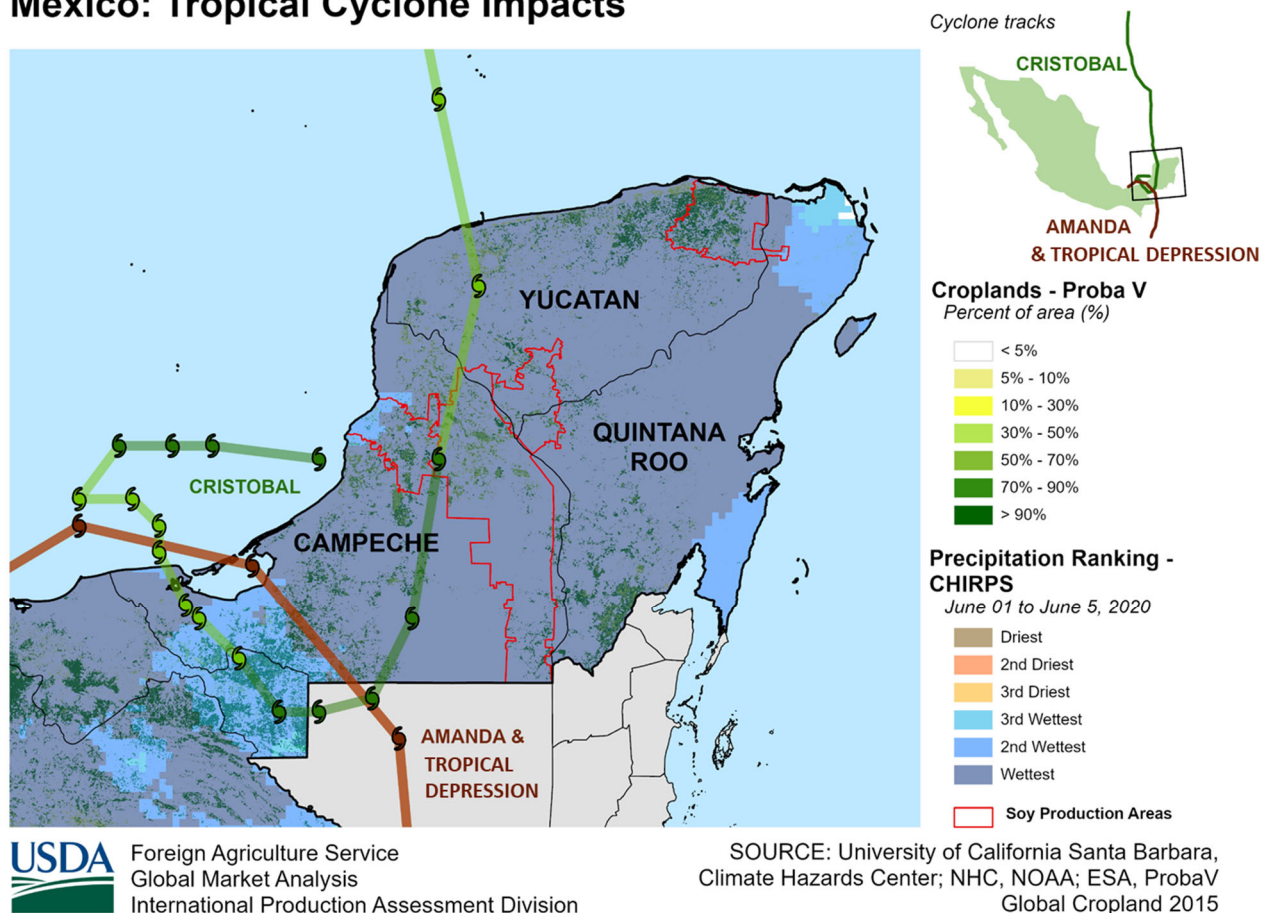 Mexico: Tropical Cyclone Impacts
Cyclone tracks
CRISTOBAL
AMANDA
& TROPICAL DEPRESSION
YUCATAN
QUINTANA
ROO
CRISTOBAL
CAMPECHE
AMANDA &
TROPICAL
DEPRESSION
Croplands - Proba V
Percent of area (%)
< 5%
5% - 10%
10% - 30%
30% - 50%
50% - 70%
70% - 90%
> 90%
Precipitation Ranking -
CHIRPS
June 01 to June 5, 2020
Driest
2nd Driest
3rd Driest
3rd Wettest
2nd Wettest
Wettest
Soy Production Areas
USDA
Foreign Agriculture Service
Global Market Analysis
International Production Assessment Division
SOURCE: University of California Santa Barbara,
Climate Hazards Center; NHC, NOAA; ESA, ProbaV
Global Cropland 2015